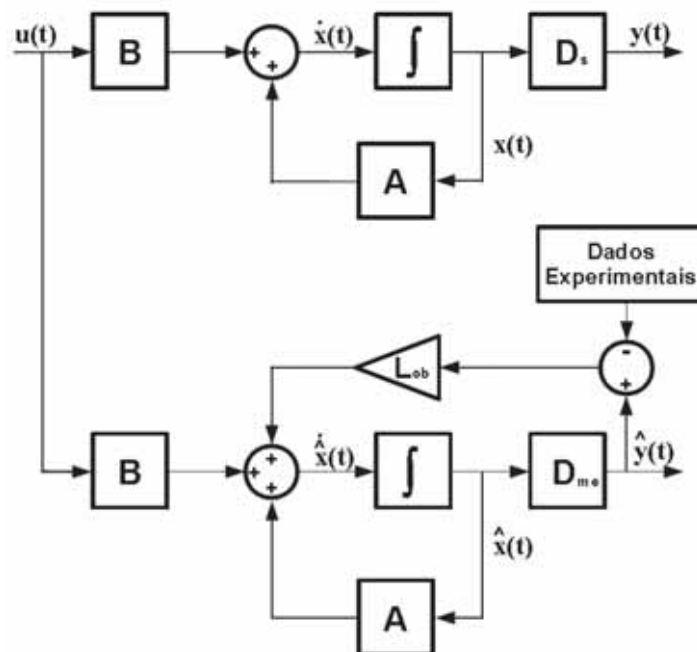 u(t)
B
+
+
ẋ(t)
∫
Ds
y(t)
x(t)
A
Dados
Experimentais
-
+
Lob
B
+
+
+
x̂̇(t)
∫
Dme
ŷ(t)
x̂(t)
A